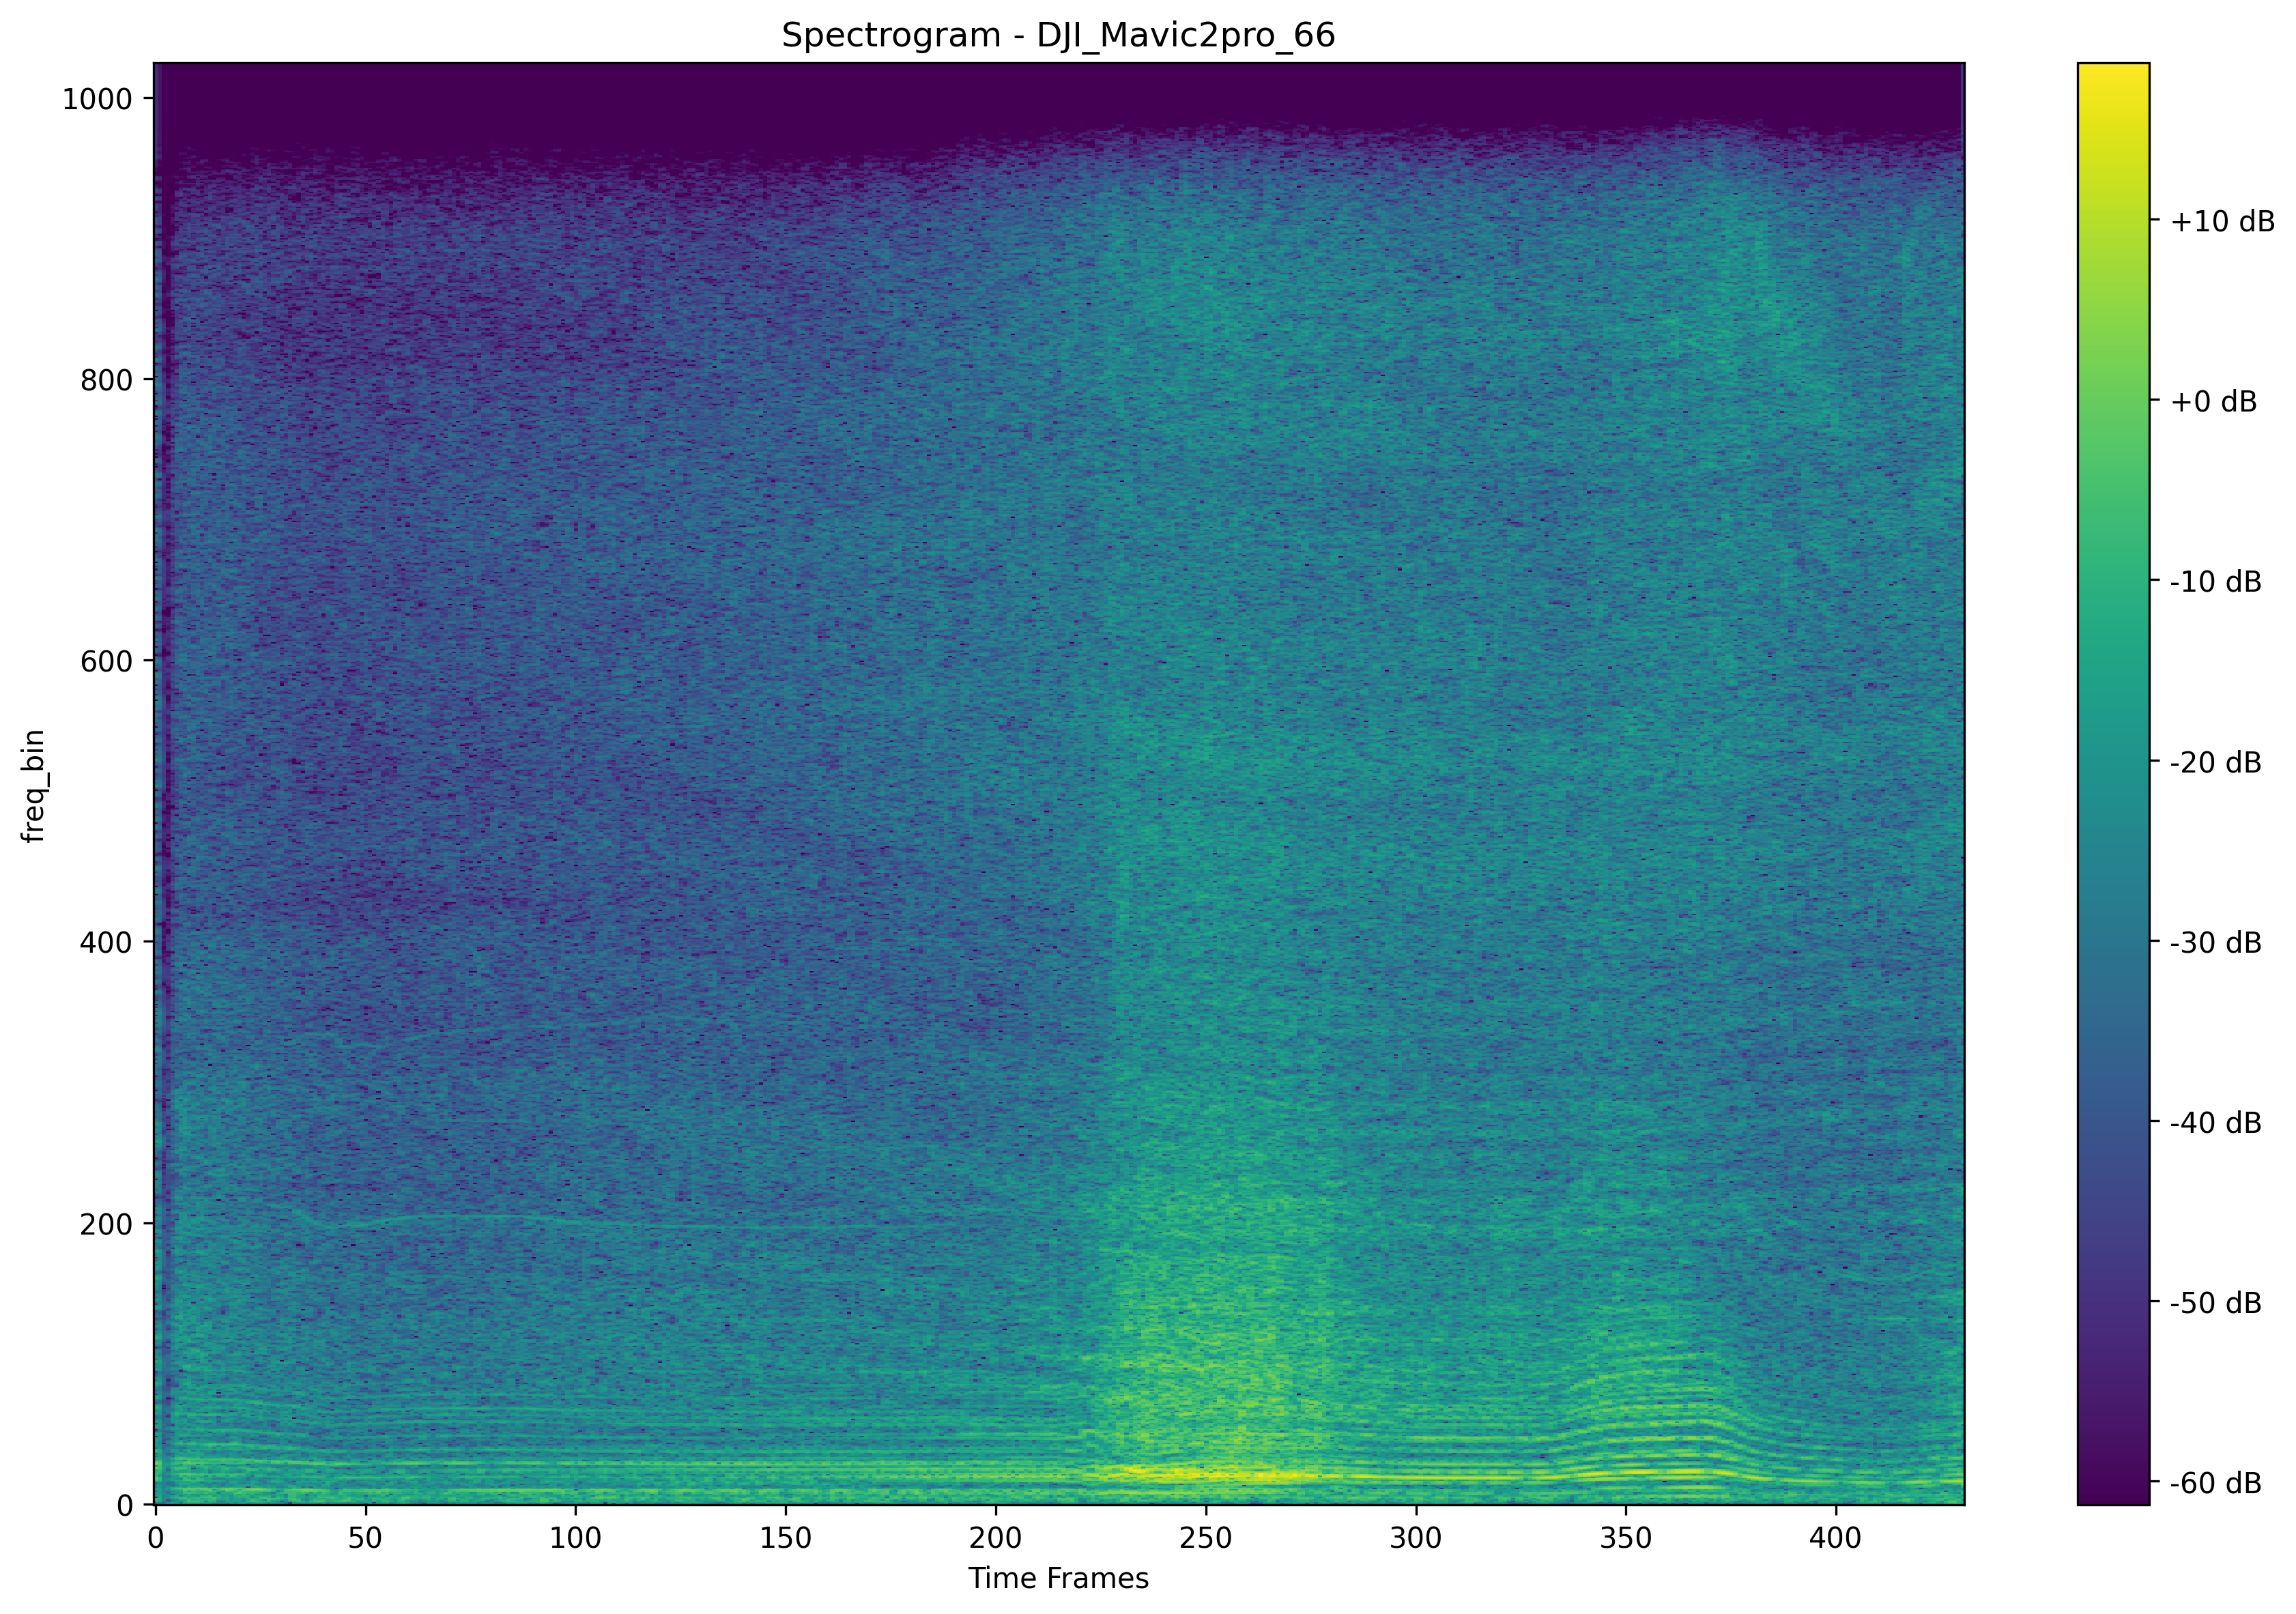 Spectrogram - DJI_Mavic2pro_66
1000
800
600
400
200
0
freq_bin
0 50 100 150 200 250 300 350 400
Time Frames
+10 dB
+0 dB
-10 dB
-20 dB
-30 dB
-40 dB
-50 dB
-60 dB